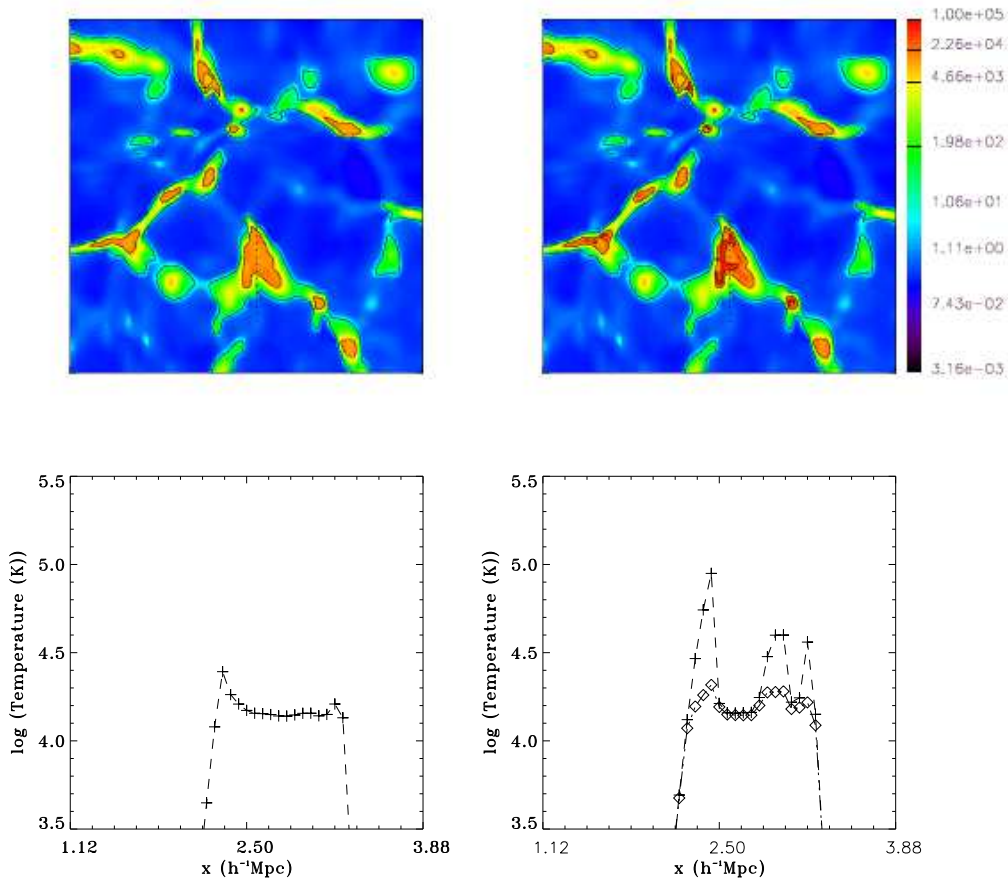 1.00e+05
2.26e+04
4.66e+03
1.98e+02
1.06e+01
1.11e+00
7.43e-02
3.16e-03
5.5
5.0
4.5
4.0
3.5
log (Temperature (K))
1.12
2.50
3.88
x (h⁻¹Mpc)
5.5
5.0
4.5
4.0
3.5
log (Temperature (K))
1.12
2.50
3.88
x (h⁻¹Mpc)